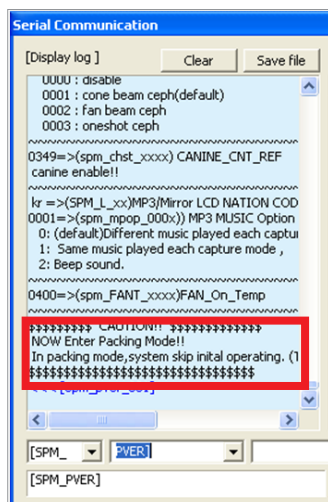 Serial Communication
[Display log ]
Clear
Save file
0000 : disable
0001 : cone beam ceph(default)
0002 : fan beam ceph
0003 : oneshot ceph
~~~~~~~~~~~~~~~~~~~~~~~~~~~~~~
0349=>(spm_chst_xxxx) CANINE_CNT_REF
canine enable!!
~~~~~~~~~~~~~~~~~~~~~~~~~~~~~~
kr =>(SPM_L_xx)MP3/Mirror LCD NATION COD
0001=>(spm_mpop_000x)) MP3 MUSIC Option
0: (default)Different music played each captu
1:  Same music played each capture mode ,
2: Beep sound.
~~~~~~~~~~~~~~~~~~~~~~~~~~~~~~
0400=>(spm_FANT_xxxx)FAN_On_Temp
~~~~~~~~~~~~~~~~~~~~~~~~~~~~~~
$$$$$$$$$ CAUTION!! $$$$$$$$$$$$$
NOW Enter Packing Mode!!
In packing mode,system skip inital operating. (1
$$$$$$$$$$$$$$$$$$$$$$$$$$$$$$$$
<<<[spm_pver_osi]
[SPM_
PVER]
[SPM_PVER]